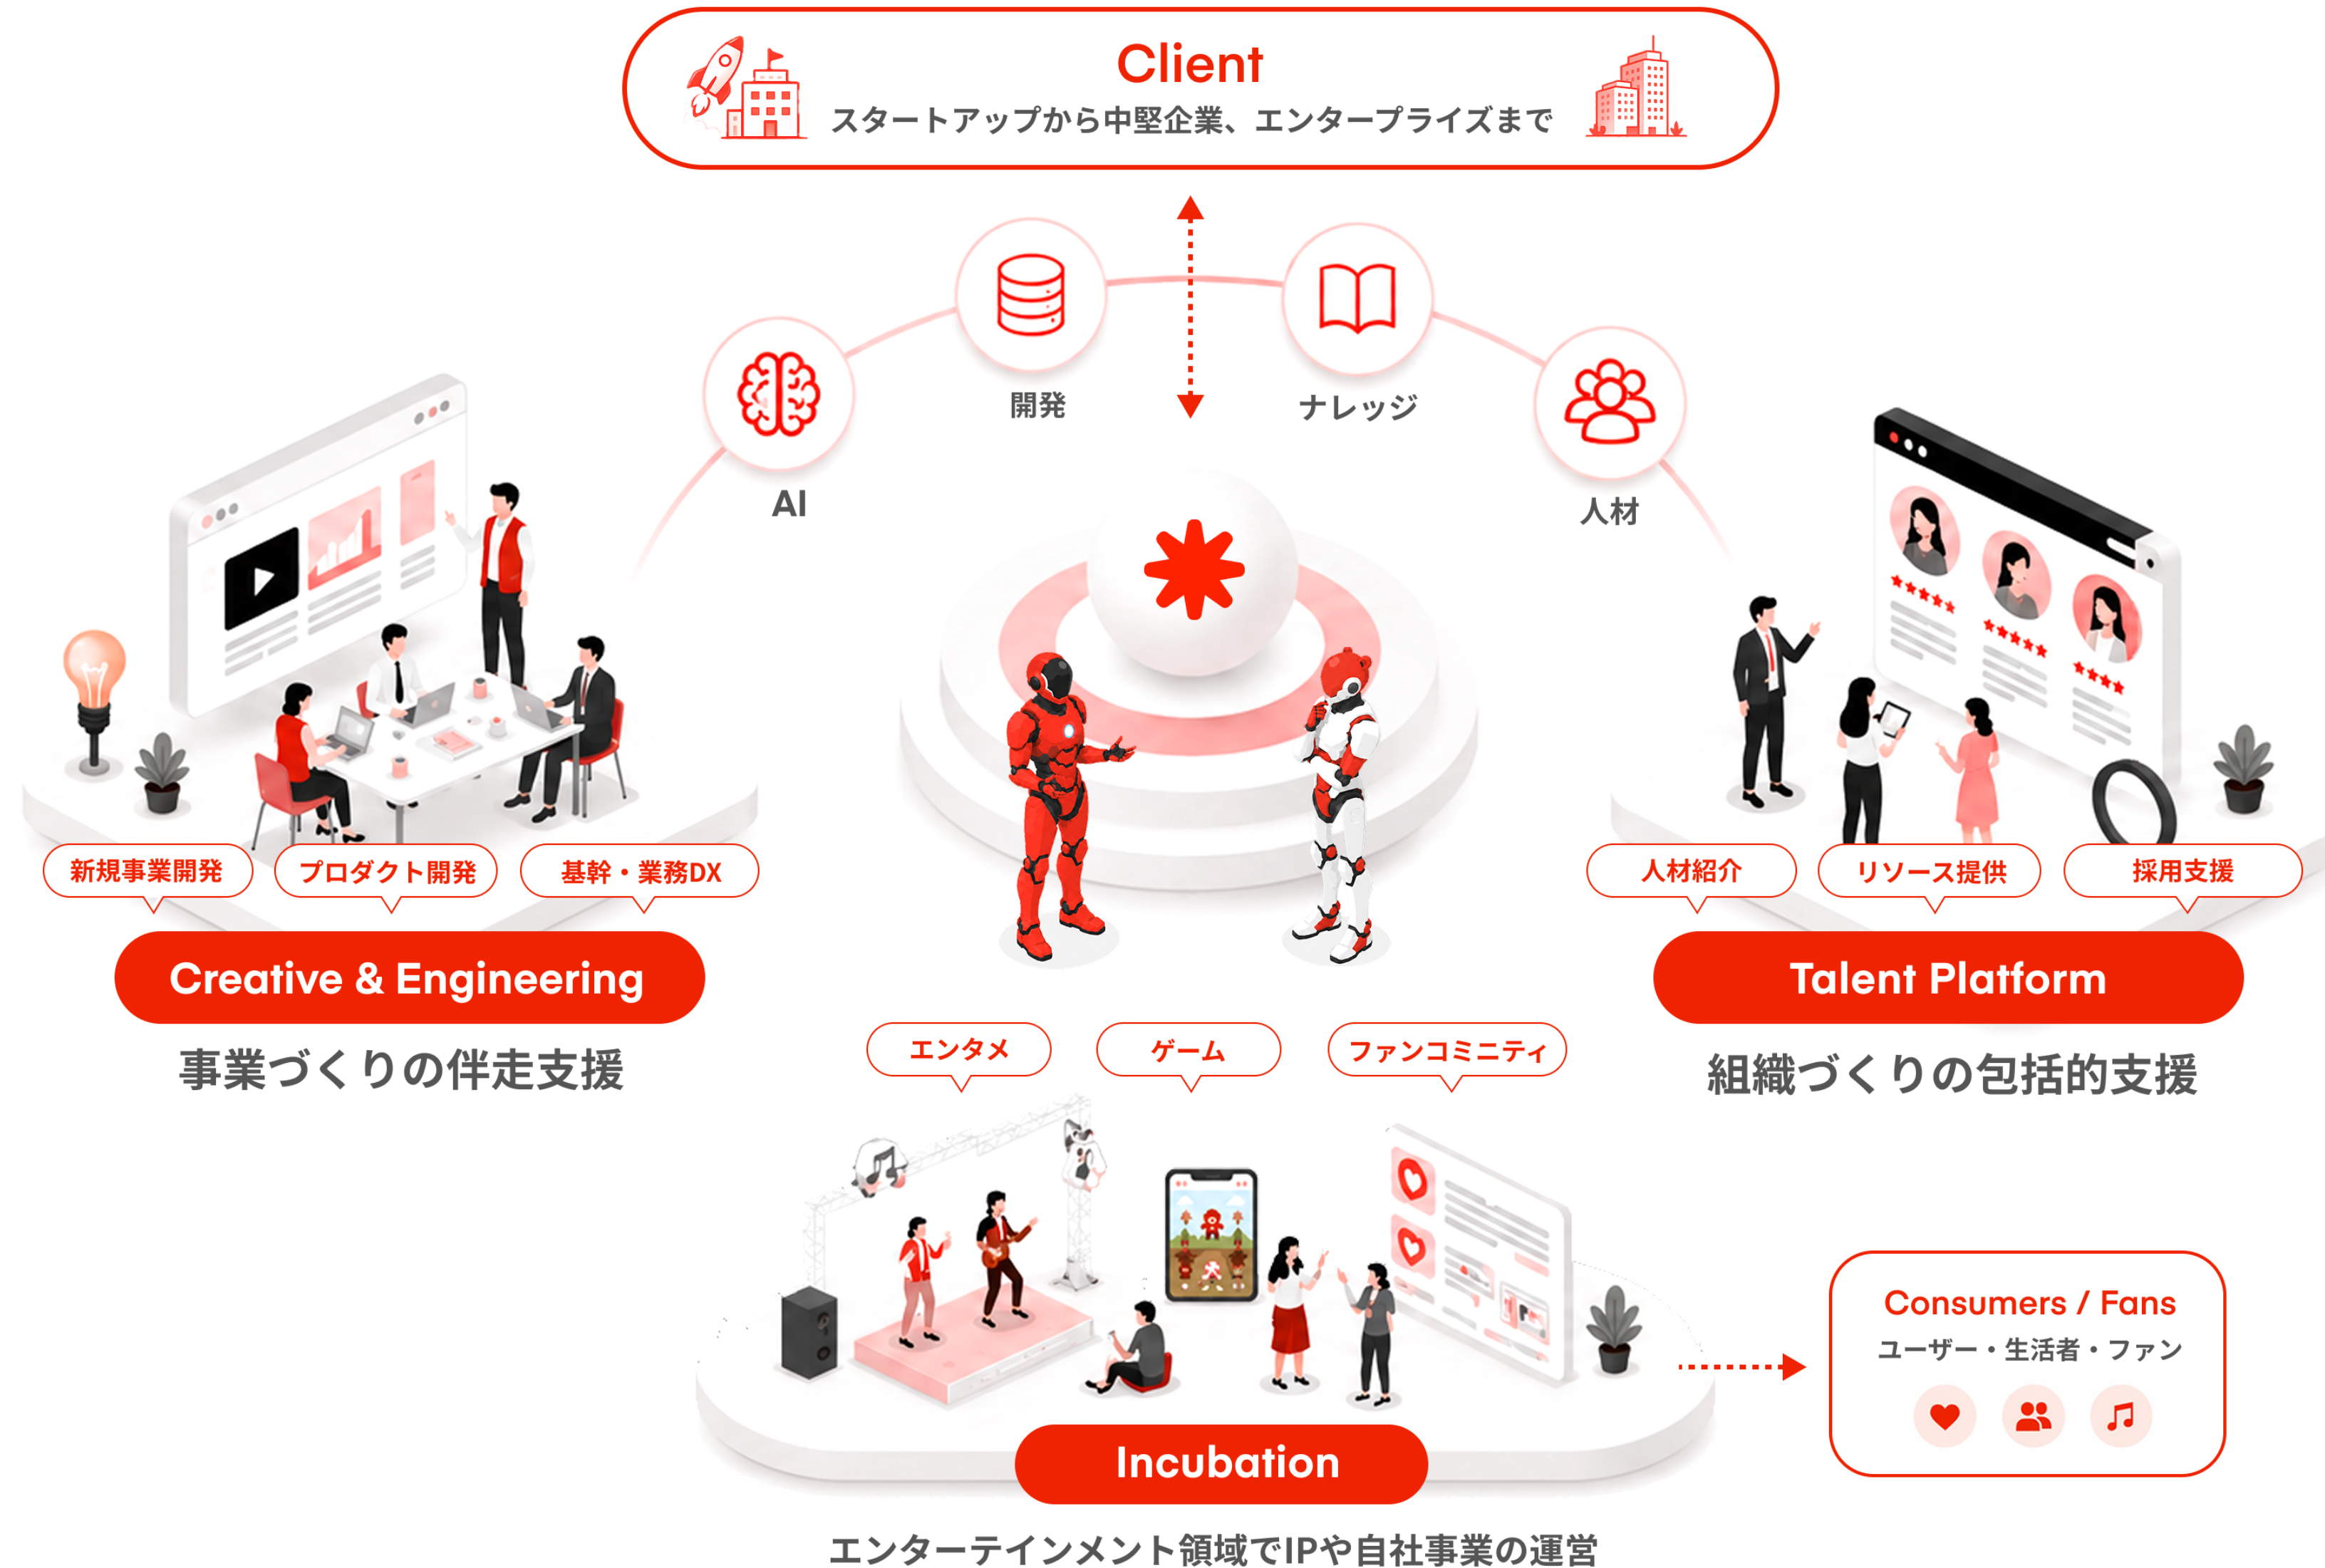 Client
スタートアップから中堅企業、エンタープライズまで
開発
ナレッジ
AI
人材
新規事業開発
プロダクト開発
基幹・業務DX
Creative & Engineering
事業づくりの伴走支援
人材紹介
リソース提供
採用支援
Talent Platform
組織づくりの包括的支援
エンタメ
ゲーム
ファンコミニティ
Incubation
エンターテインメント領域でIPや自社事業の運営
Consumers / Fans
ユーザー・生活者・ファン